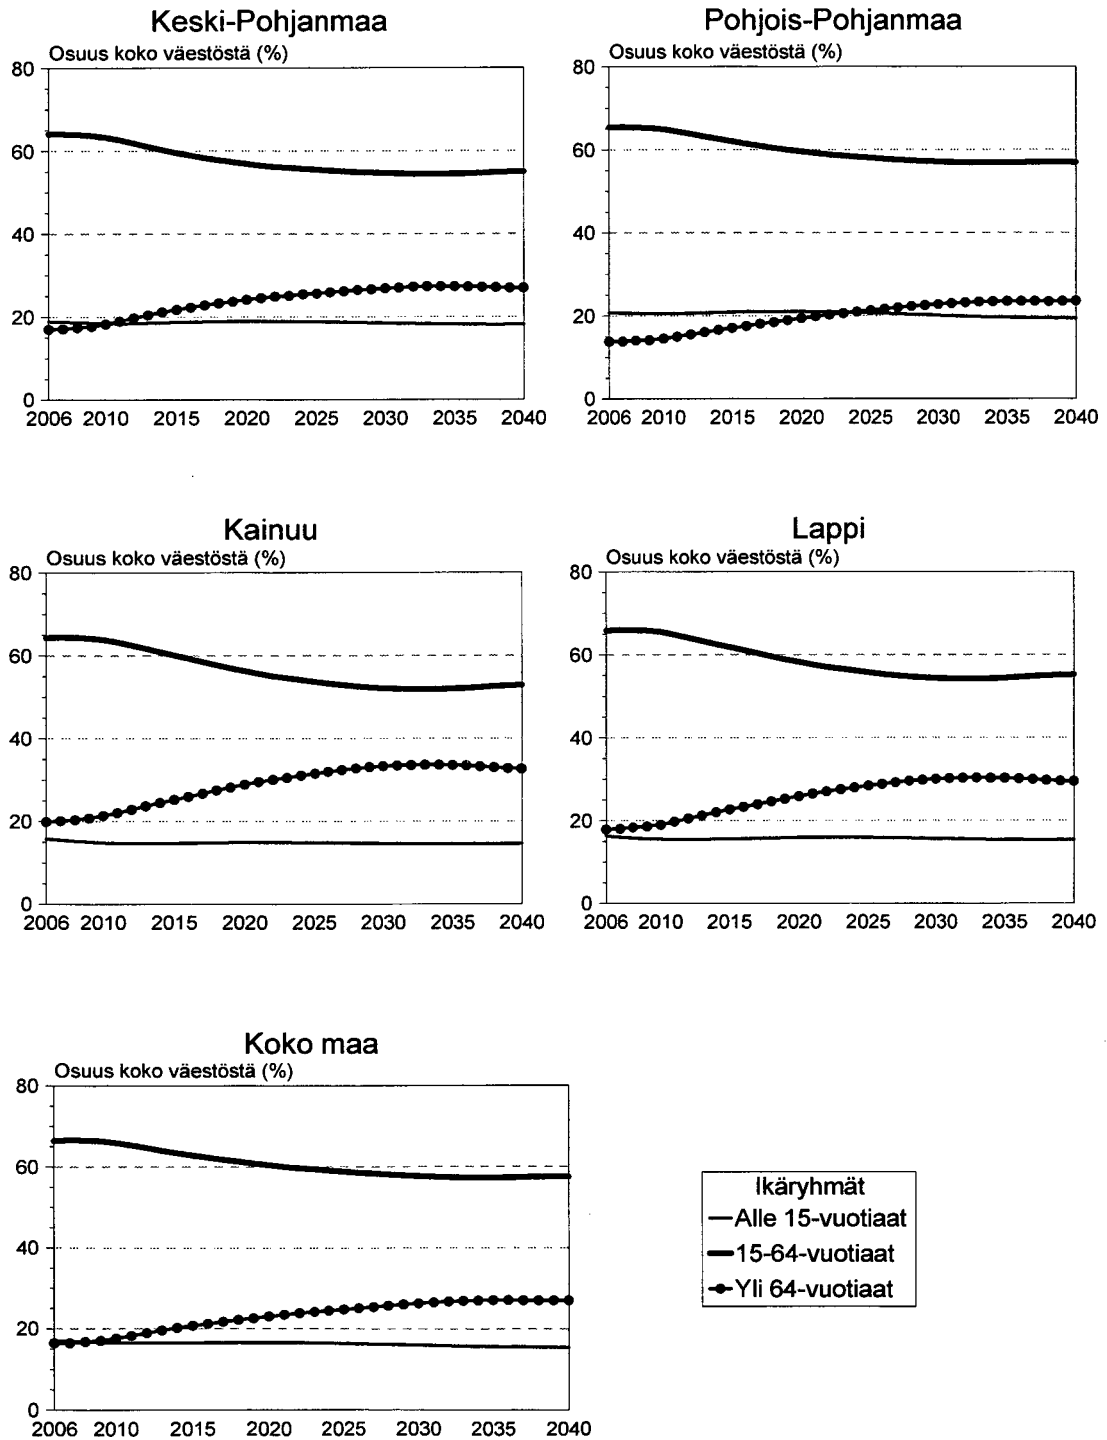 Keski-Pohjanmaa
Osuus koko väestöstä (%)
80
60
40
20
0
2006 2010 2015 2020 2025 2030 2035 2040
Pohjois-Pohjanmaa
Osuus koko väestöstä (%)
80
60
40
20
0
2006 2010 2015 2020 2025 2030 2035 2040
Kainuu
Osuus koko väestöstä (%)
80
60
40
20
0
2006 2010 2015 2020 2025 2030 2035 2040
Lappi
Osuus koko väestöstä (%)
80
60
40
20
0
2006 2010 2015 2020 2025 2030 2035 2040
Koko maa
Osuus koko väestöstä (%)
80
60
40
20
0
2006 2010 2015 2020 2025 2030 2035 2040
Ikäryhmät
Alle 15-vuotiaat
15-64-vuotiaat
Yli 64-vuotiaat